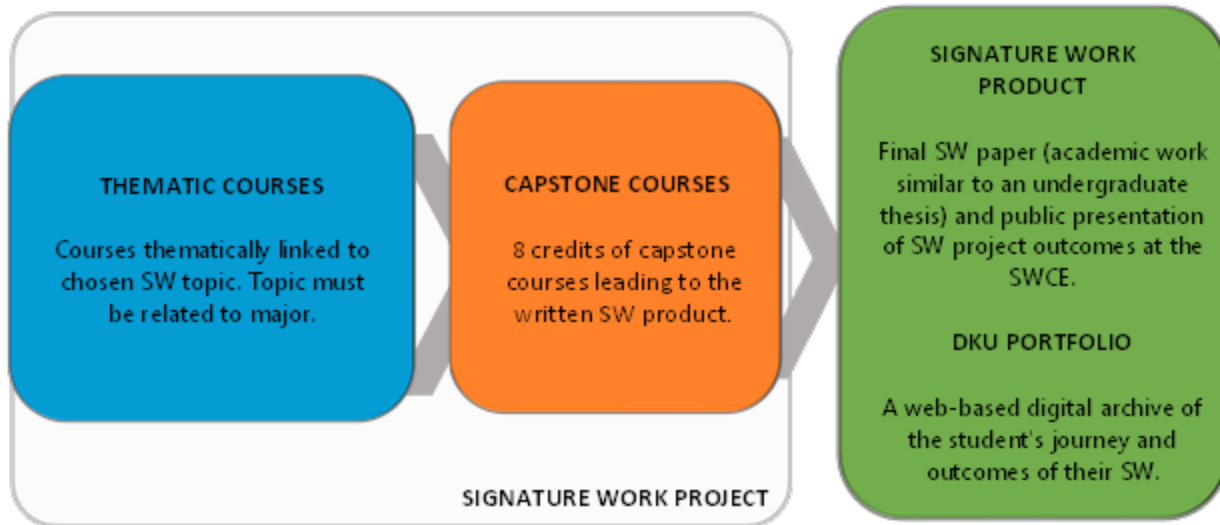 THEMATIC COURSES
Courses thematically linked to
chosen SW topic. Topic must
be related to major.
CAPSTONE COURSES
8 credits of capstone
courses leading to the
written SW product.
SIGNATURE WORK PROJECT
SIGNATURE WORK
PRODUCT
Final SW paper (academic work
similar to an undergraduate
thesis) and public presentation
of SW project outcomes at the
SWCE.
DKU PORTFOLIO
A web-based digital archive of
the student's journey and
outcomes of their SW.